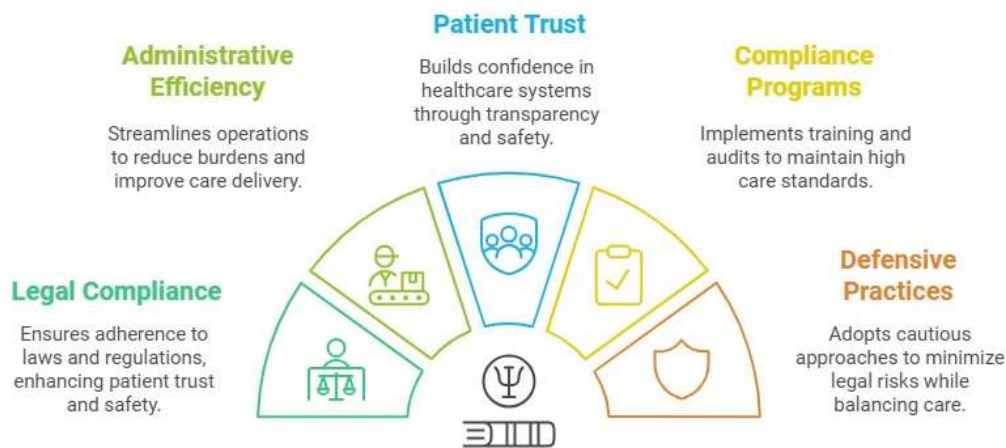 Patient Trust
Builds confidence in
healthcare systems
through transparency
and safety.
Administrative
Efficiency
Streamlines operations
to reduce burdens and
improve care delivery.
Compliance
Programs
Implements training and
audits to maintain high
care standards.
Legal Compliance
Ensures adherence to
laws and regulations,
enhancing patient trust
and safety.
Defensive
Practices
Adopts cautious
approaches to minimize
legal risks while
balancing care.
Ψ